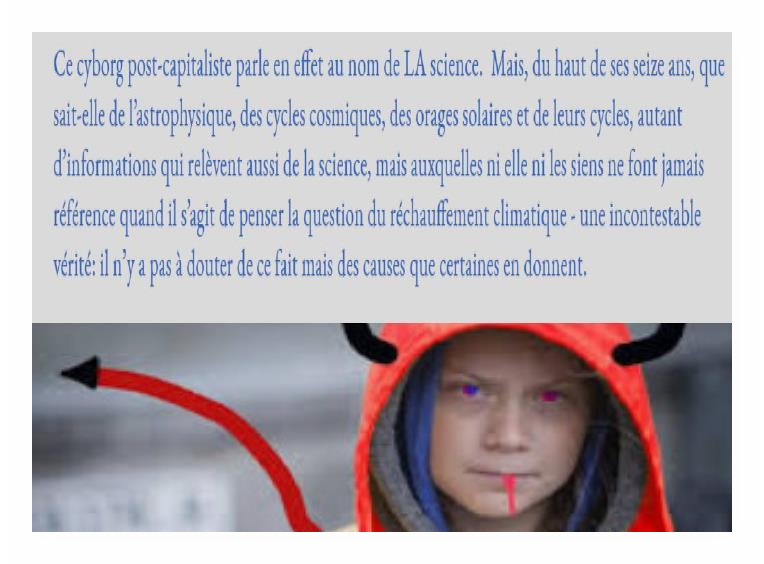 Ce cyborg post-capitaliste parle en effet au nom de LA science. Mais, du haut de ses seize ans, que
sait-elle de l'astrophysique, des cycles cosmiques, des orages solaires et de leurs cycles, autant
d'informations qui relèvent aussi de la science, mais auxquelles ni elle ni les siens ne font jamais
référence quand il s'agit de penser la question du réchauffement climatique - une incontestable
vérité: il n'y a pas à douter de ce fait mais des causes que certaines en donnent.